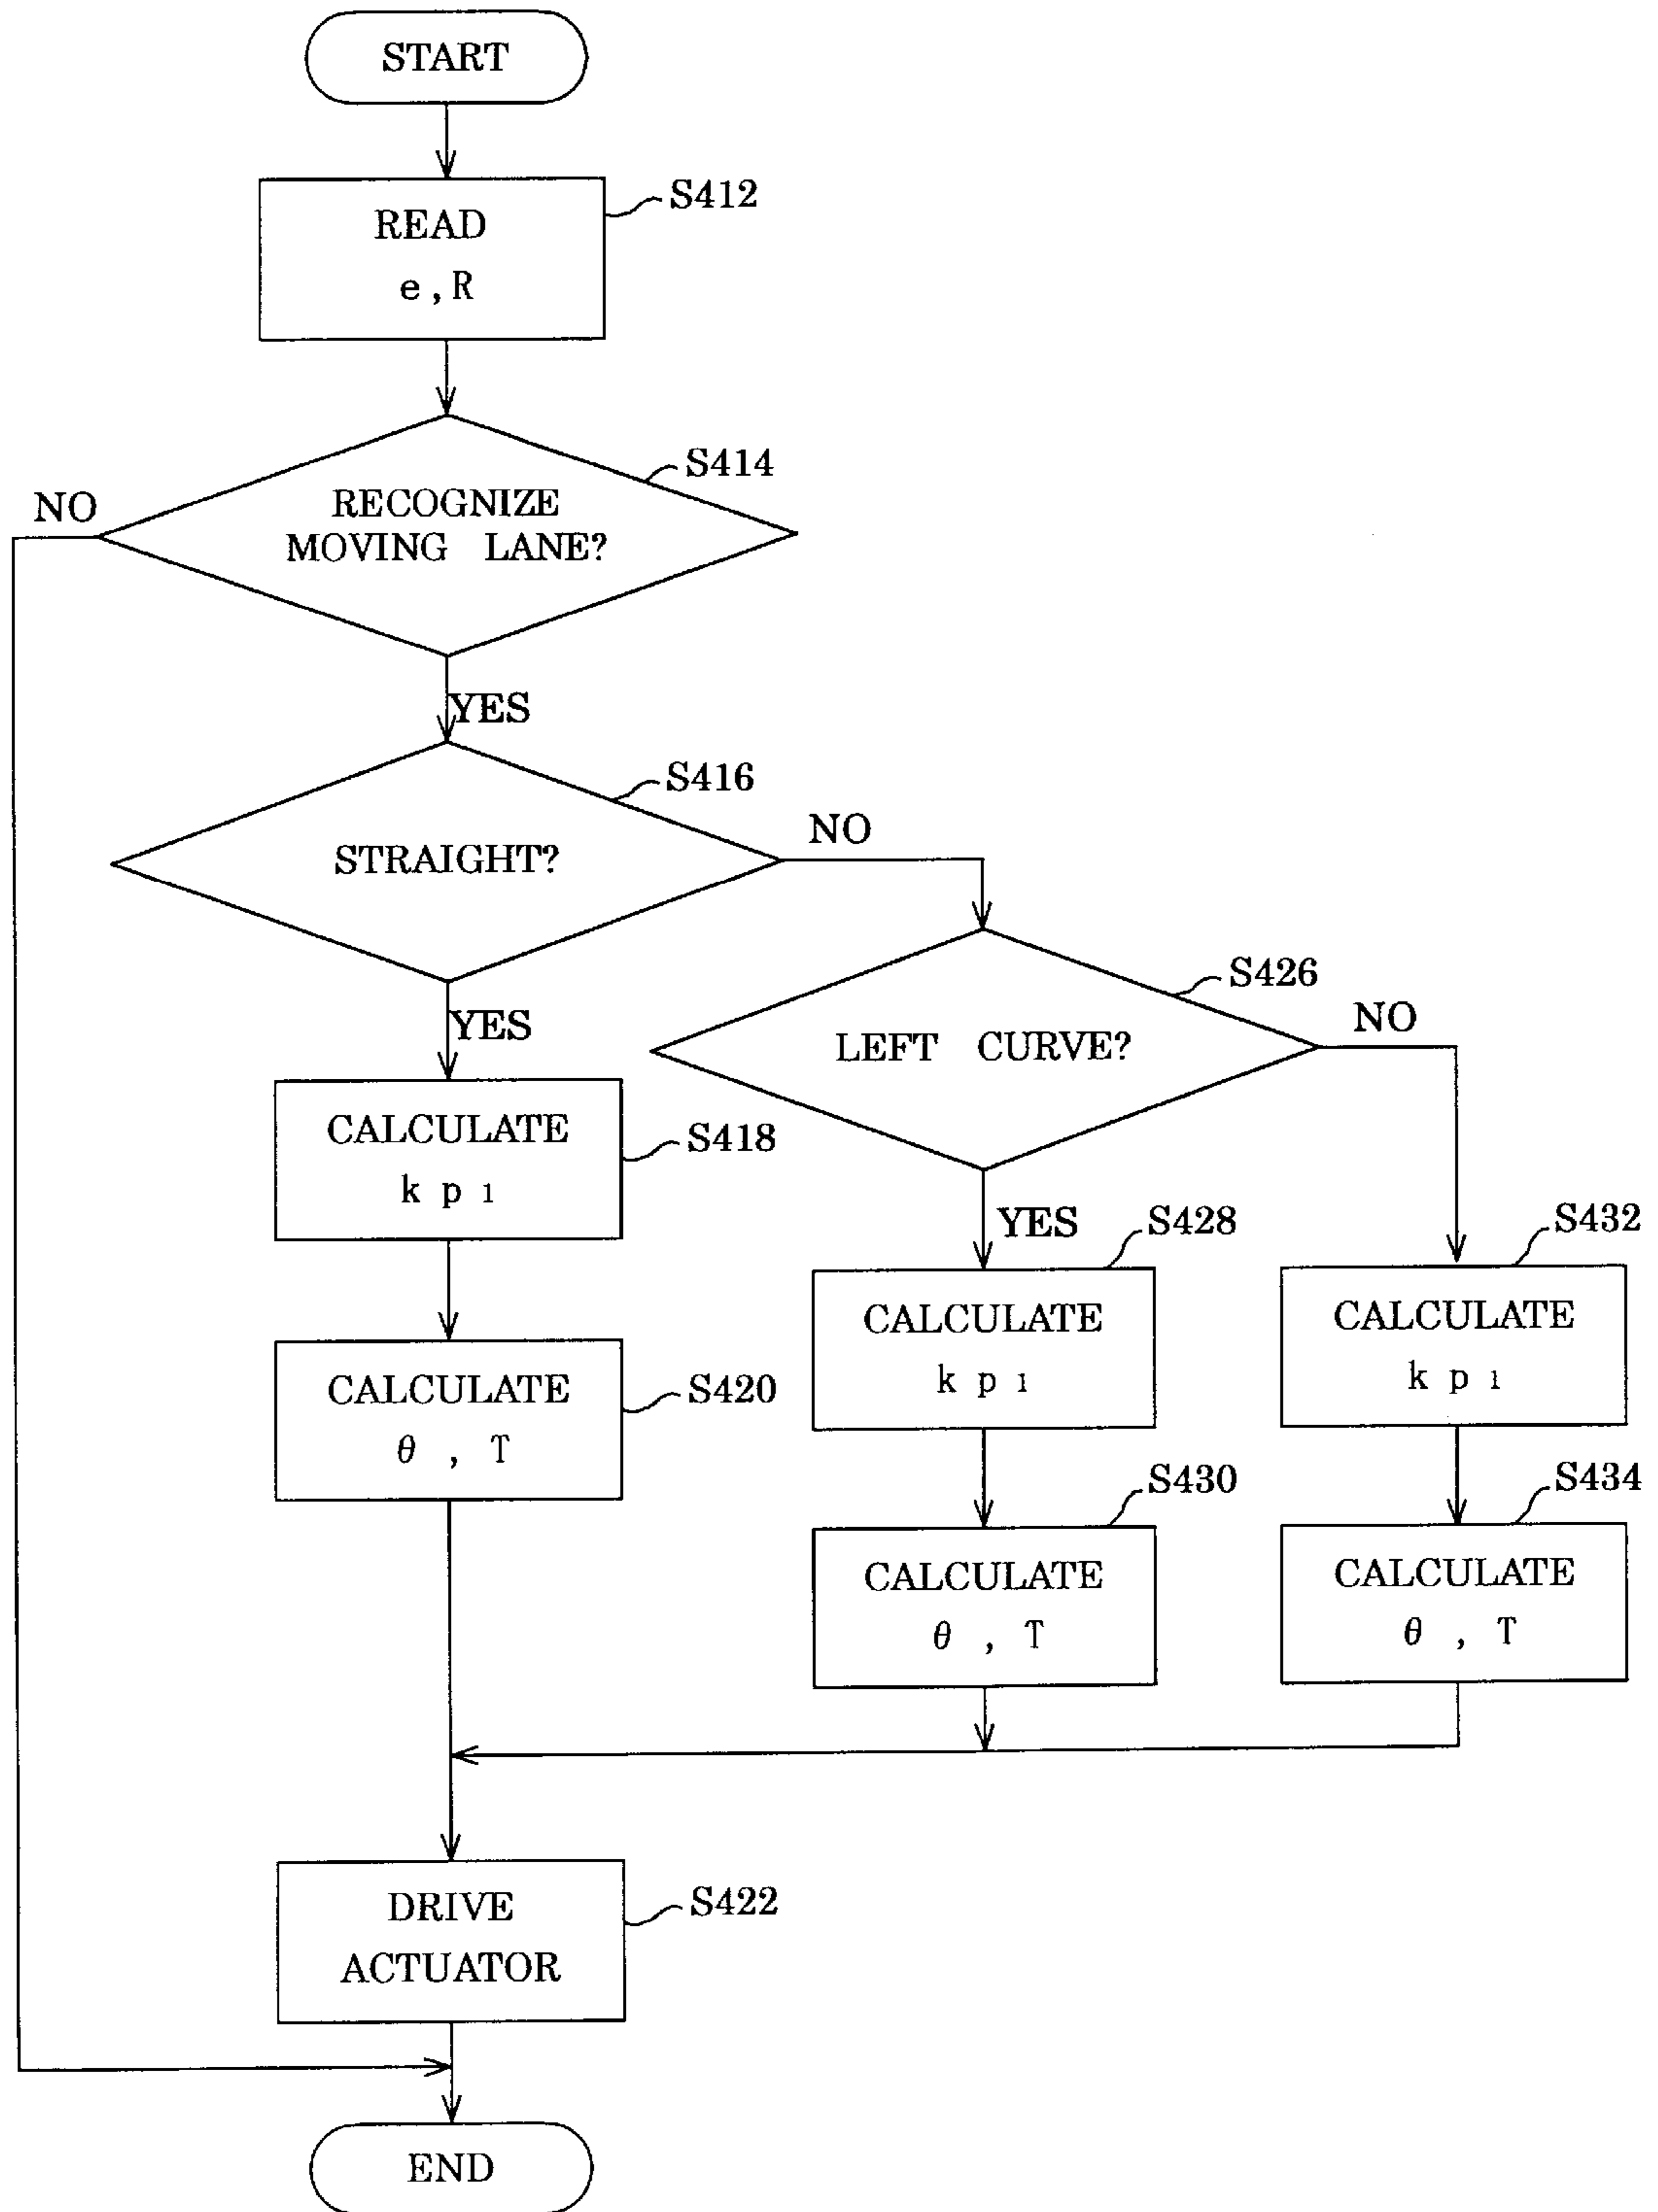 START
S412
READ
e,R
S414
NO
RECOGNIZE
MOVING LANE?
YES
S416
NO
STRAIGHT?
S426
YES
NO
LEFT CURVE?
CALCULATE
k p 1
S418
YES
S428
S432
CALCULATE
k p 1
CALCULATE
k p 1
CALCULATE
θ , T
S420
S430
S434
CALCULATE
θ , T
CALCULATE
θ , T
DRIVE
ACTUATOR
S422
END